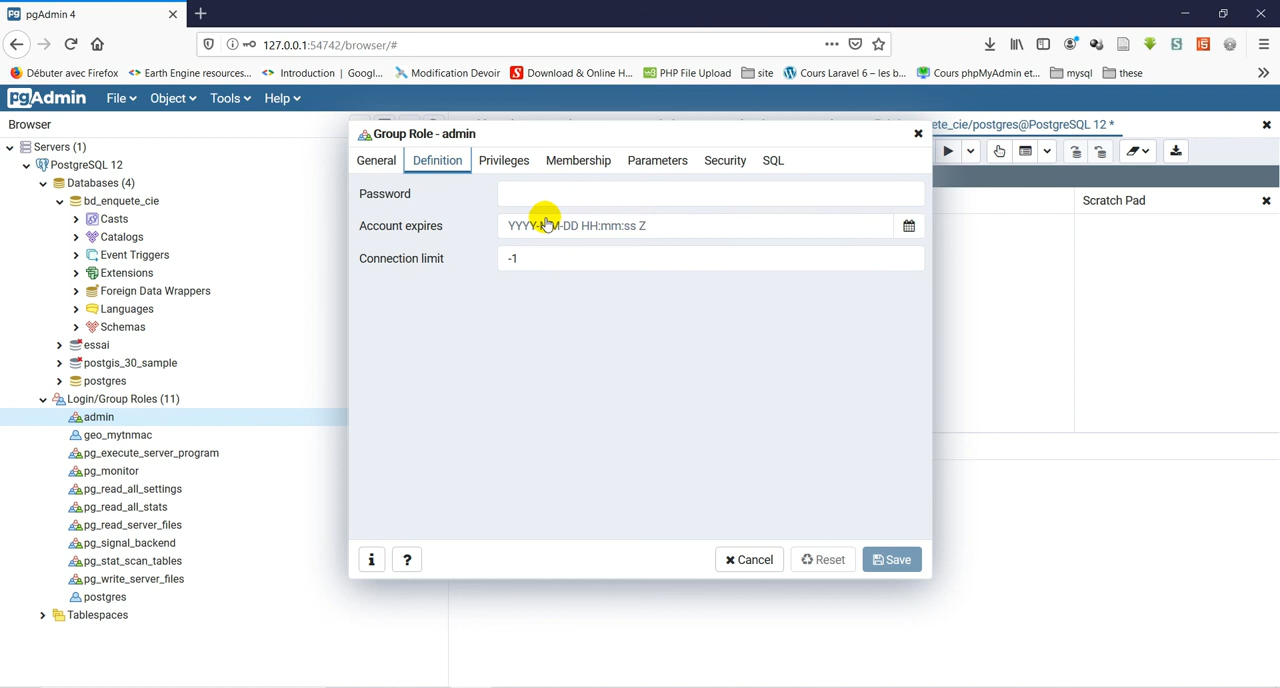 pgAdmin 4
127.0.0.1:54742/browser/#
Débuter avec Firefox <> Earth Engine resources... <> Introduction | Googl... Modification Devoir Download & Online H... PHP File Upload site Cours Laravel 6 – les b... Cours phpMyAdmin et... mysql these
pgAdmin File Object Tools Help
Browser
ete_cie/postgres@PostgreSQL 12 *
Servers (1)
PostgreSQL 12
Databases (4)
bd_enquete_cie
Casts
Catalogs
Event Triggers
Extensions
Foreign Data Wrappers
Languages
Schemas
essai
postgis_30_sample
postgres
Login/Group Roles (11)
admin
geo_mytnmac
pg_execute_server_program
pg_monitor
pg_read_all_settings
pg_read_all_stats
pg_read_server_files
pg_signal_backend
pg_stat_scan_tables
pg_write_server_files
postgres
Tablespaces
Group Role - admin
General Definition Privileges Membership Parameters Security SQL
Password
Account expires YYYY-MM-DD HH:mm:ss Z
Connection limit -1
i ? Cancel Reset Save
Scratch Pad